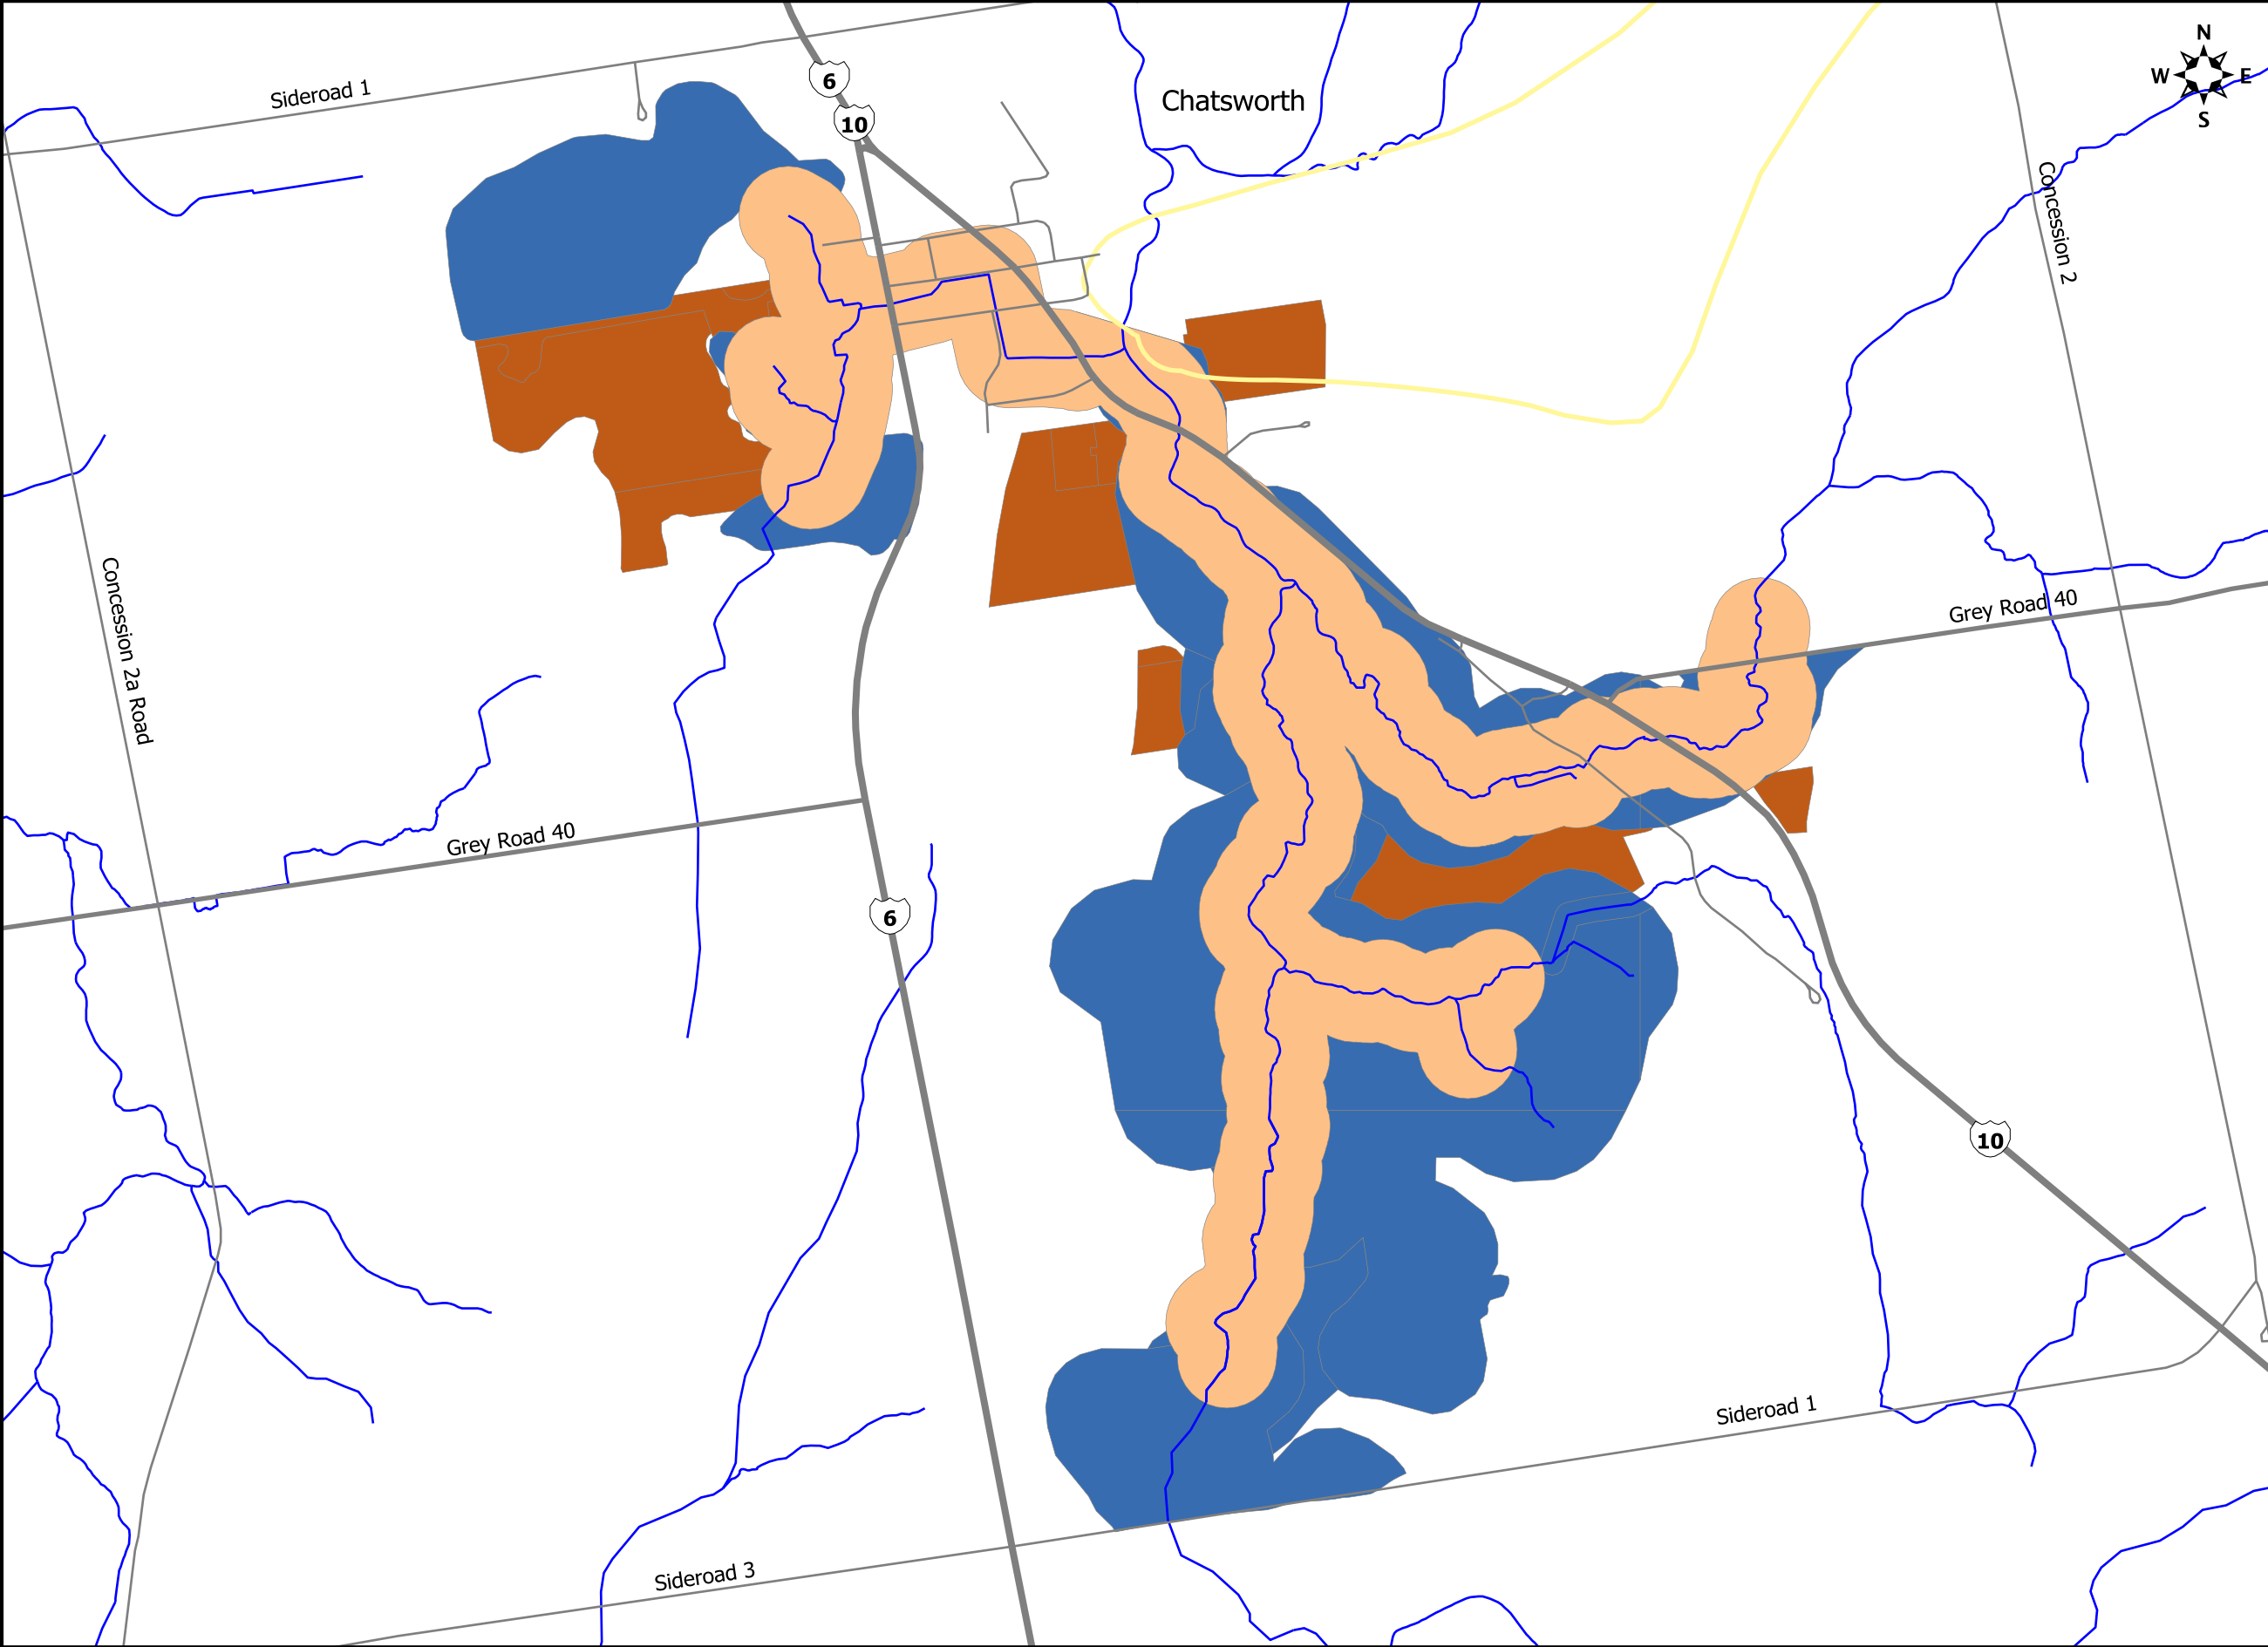 N
W E
S
6
10
Sideroad 1
Chatsworth
Concession 2
Concession 2a Road
Grey Road 40
Grey Road 40
6
10
Sideroad 1
Sideroad 3